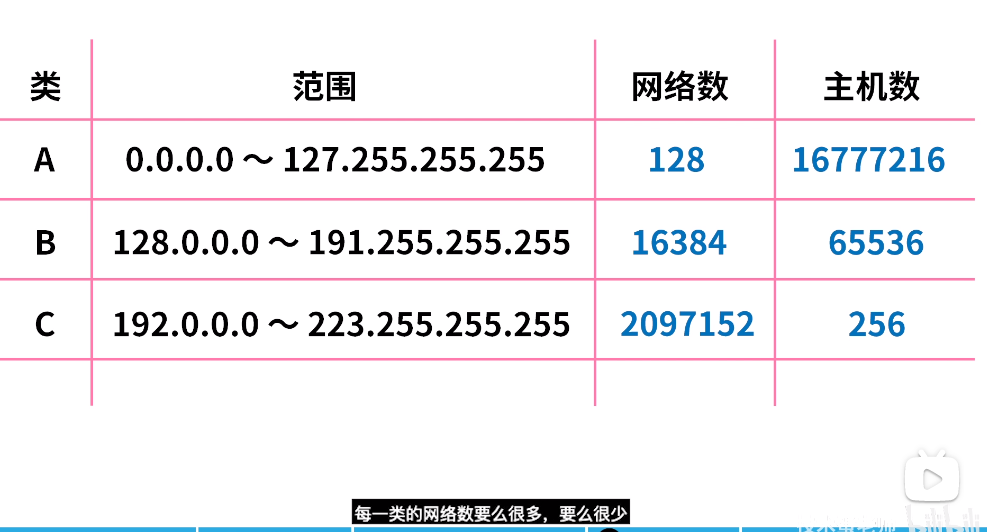 类 范围 网络数 主机数
A 0.0.0.0 ～ 127.255.255.255 128 16777216
B 128.0.0.0 ～ 191.255.255.255 16384 65536
C 192.0.0.0 ～ 223.255.255.255 2097152 256
每一类的网络数要么很多，要么很少